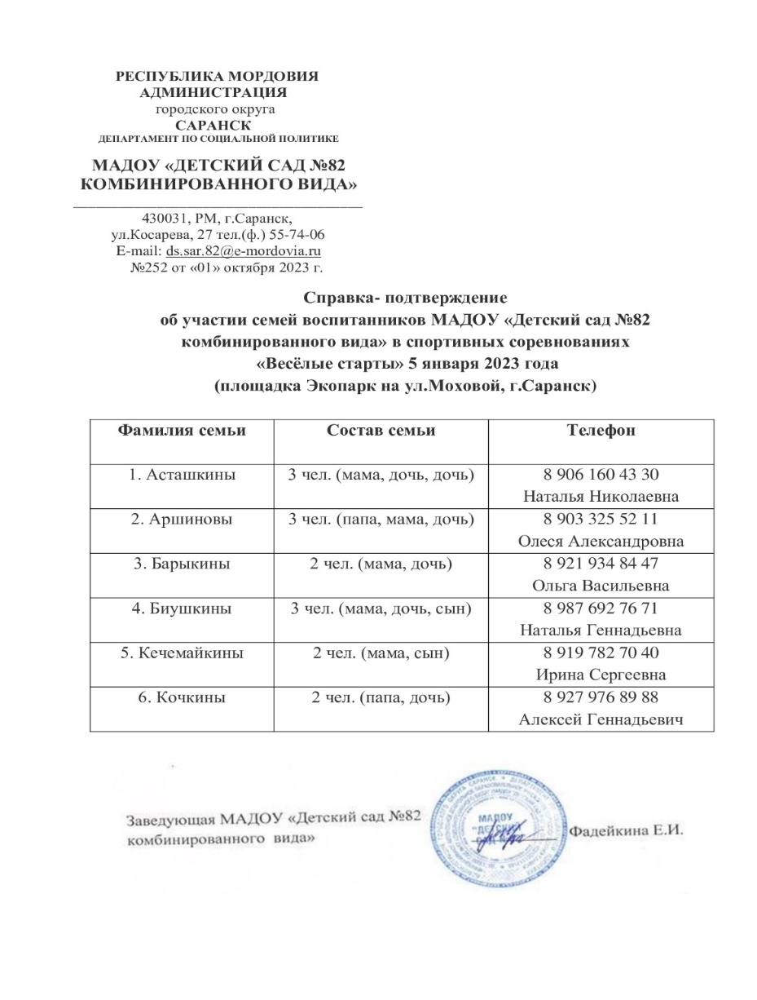 РЕСПУБЛИКА МОРДОВИЯ
АДМИНИСТРАЦИЯ
городского округа
САРАНСК
ДЕПАРТАМЕНТ ПО СОЦИАЛЬНОЙ ПОЛИТИКЕ
МАДОУ «ДЕТСКИЙ САД №82
КОМБИНИРОВАННОГО ВИДА»
430031, РМ, г.Саранск,
ул.Косарева, 27 тел.(ф.) 55-74-06
E-mail: ds.sar.82@e-mordovia.ru
№252 от «01» октября 2023 г.
Справка- подтверждение
об участии семей воспитанников МАДОУ «Детский сад №82
комбинированного вида» в спортивных соревнованиях
«Весёлые старты» 5 января 2023 года
(площадка Экопарк на ул.Моховой, г.Саранск)
Фамилия семьи Состав семьи Телефон
1. Асташкины 3 чел. (мама, дочь, дочь) 8 906 160 43 30
Наталья Николаевна
2. Аршиновы 3 чел. (папа, мама, дочь) 8 903 325 52 11
Олеся Александровна
3. Барыкины 2 чел. (мама, дочь) 8 921 934 84 47
Ольга Васильевна
4. Биушкины 3 чел. (мама, дочь, сын) 8 987 692 76 71
Наталья Геннадьевна
5. Кечемайкины 2 чел. (мама, сын) 8 919 782 70 40
Ирина Сергеевна
6. Кочкины 2 чел. (папа, дочь) 8 927 976 89 88
Алексей Геннадьевич
Заведующая МАДОУ «Детский сад №82
комбинированного вида»
МАДОУ
"ДЕТСКИЙ
Фадейкина Е.И.